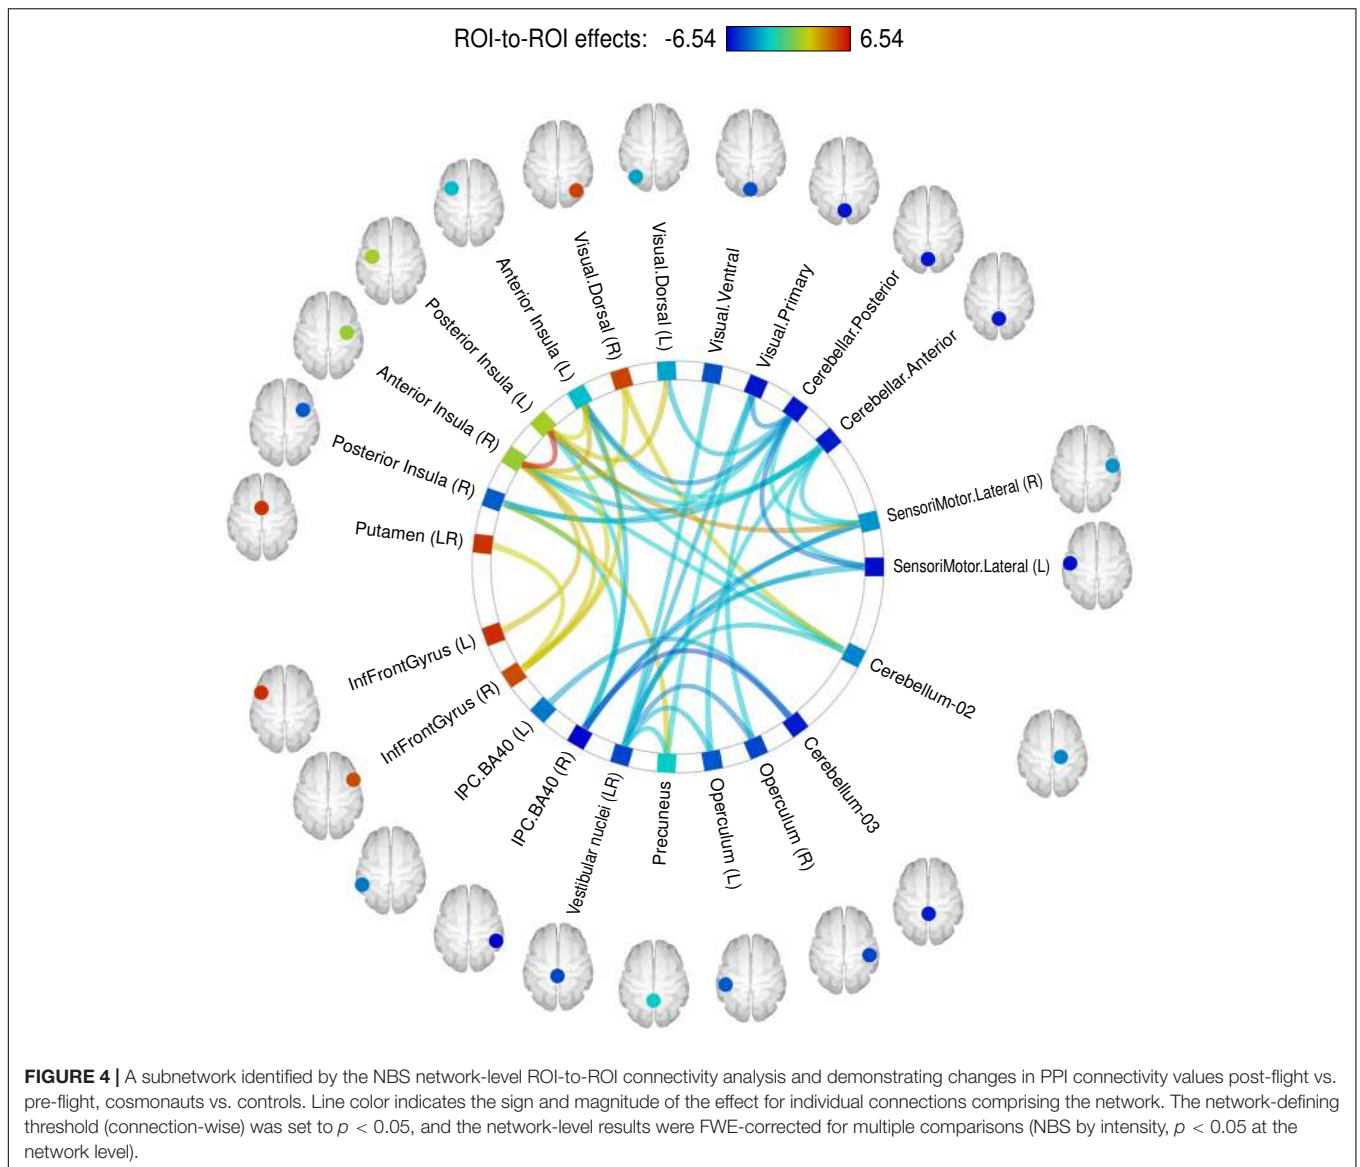 ROI-to-ROI effects: -6.54 6.54
Visual.Dorsal (L)
Visual.Ventral
Visual.Primary
Cerebellar.Posterior
Cerebellar.Anterior
SensoriMotor.Lateral (R)
SensoriMotor.Lateral (L)
Cerebellum-02
Cerebellum-03
Operculum (R)
Operculum (L)
Precuneus
Vestibular nuclei (LR)
IPC.BA40 (R)
IPC.BA40 (L)
InfFrontGyrus (R)
InfFrontGyrus (L)
Putamen (LR)
Posterior Insula (R)
Anterior Insula (R)
Posterior Insula (L)
Anterior Insula (L)
Visual.Dorsal (R)
FIGURE 4 | A subnetwork identified by the NBS network-level ROI-to-ROI connectivity analysis and demonstrating changes in PPI connectivity values post-flight vs.
pre-flight, cosmonauts vs. controls. Line color indicates the sign and magnitude of the effect for individual connections comprising the network. The network-defining
threshold (connection-wise) was set to p < 0.05, and the network-level results were FWE-corrected for multiple comparisons (NBS by intensity, p < 0.05 at the
network level).